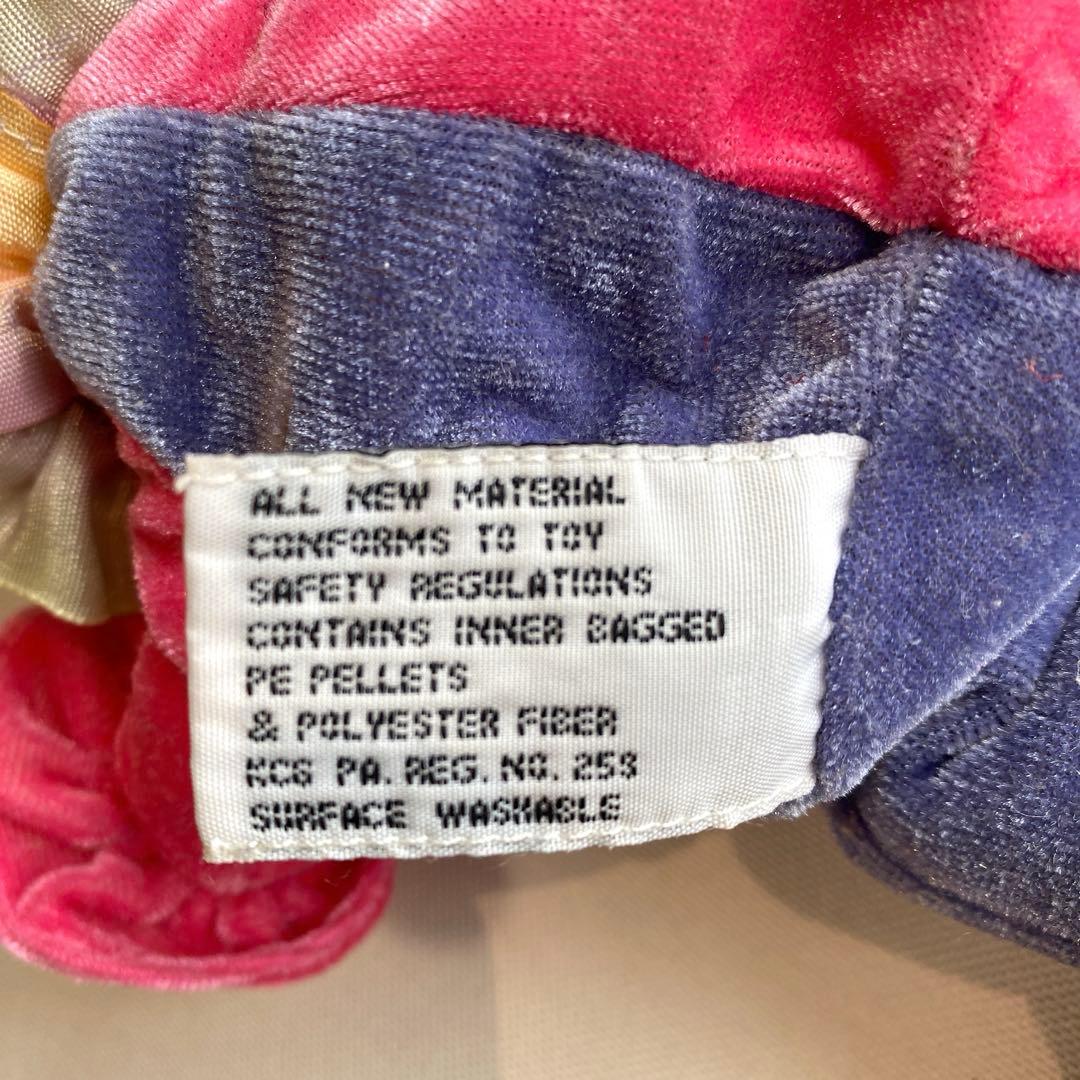 ALL NEW MATERIAL
CONFORMS TO TOY
SAFETY REGULATIONS
CONTAINS INNER BAGGED
PE PELLETS
& POLYESTER FIBER
KCG PA. REG. NO. 253
SURFACE WASHABLE